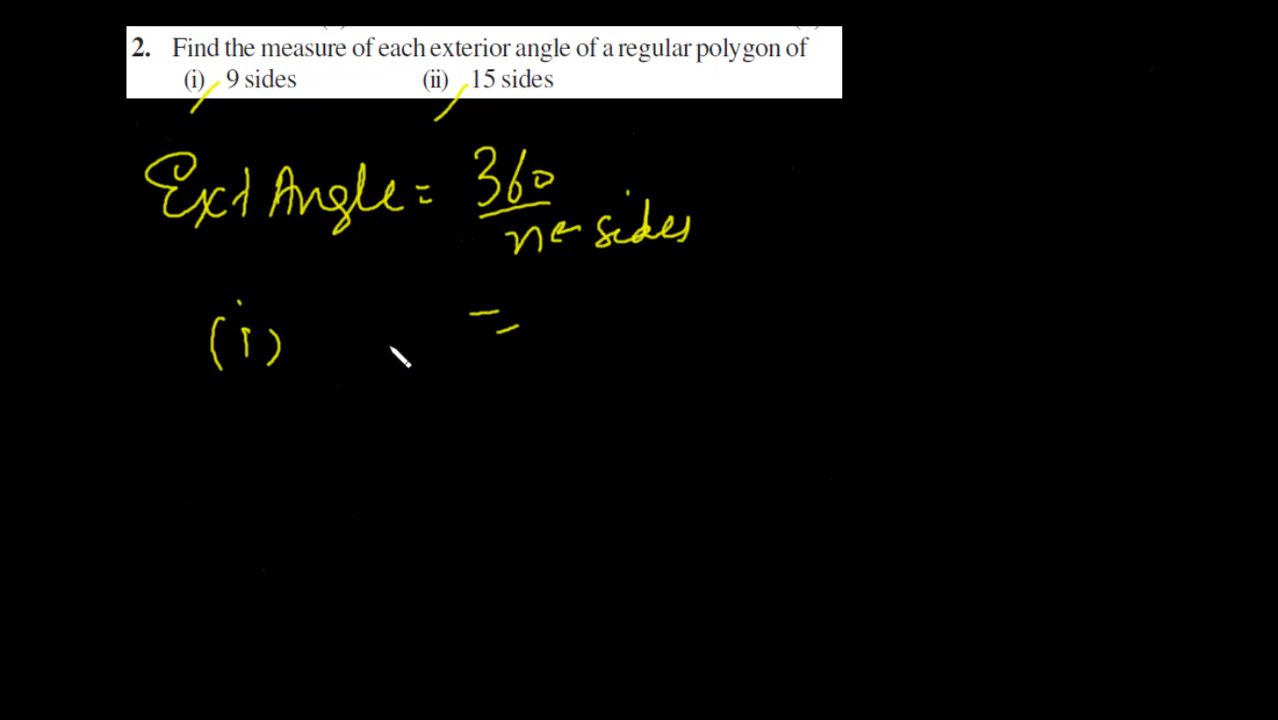 2. Find the measure of each exterior angle of a regular polygon of
(i) 9 sides (ii) 15 sides
Ext Angle = 360
n ← sides
(i) =